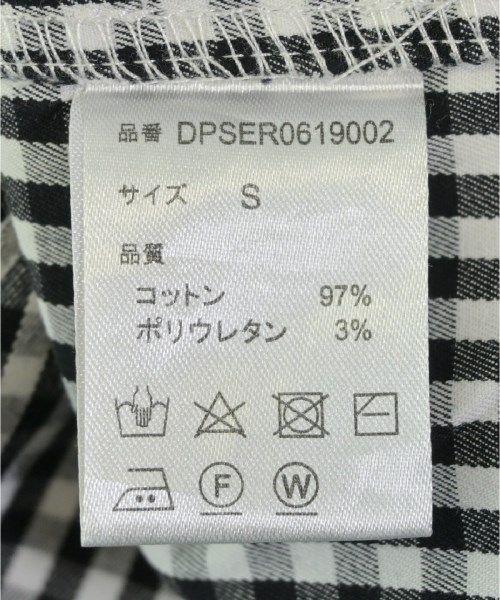 品番 DPSER0619002
サイズ S
品質
コットン 97%
ポリウレタン 3%
F W